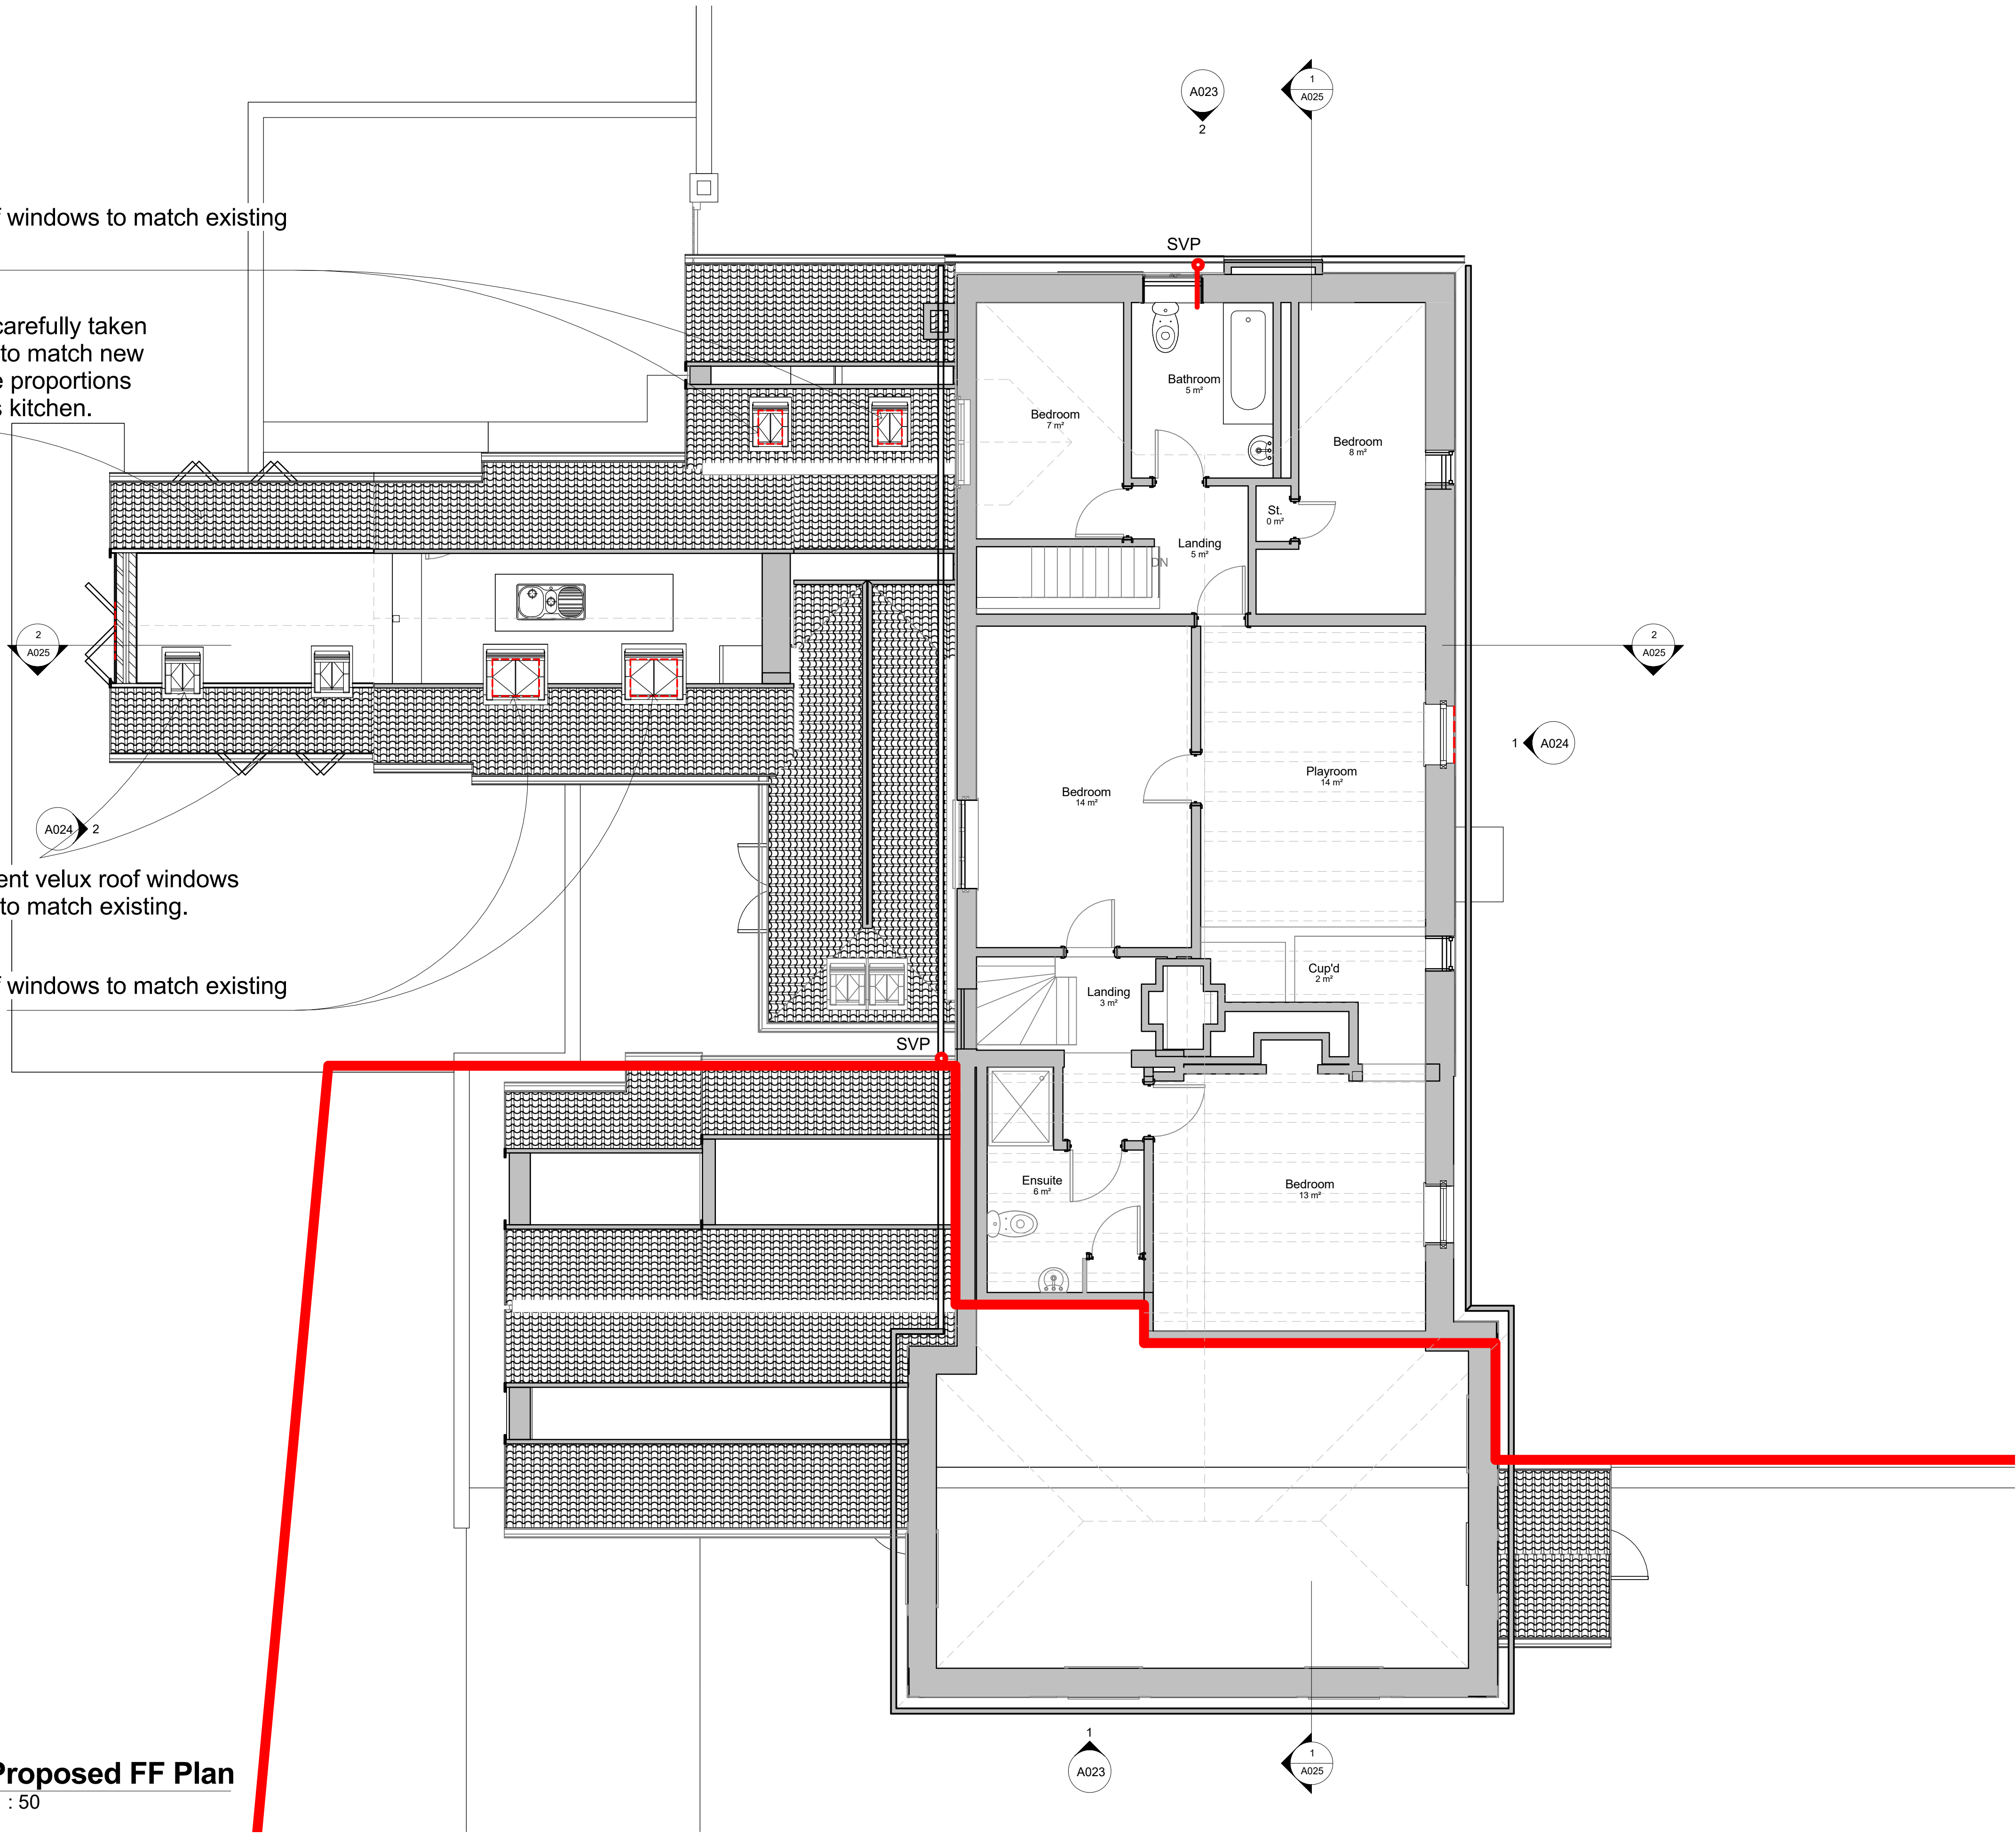 A023
2
1
A025
f windows to match existing
SVP
carefully taken
to match new
e proportions
s kitchen.
Bathroom
5 m²
Bedroom
7 m²
Bedroom
8 m²
St.
0 m²
Landing
5 m²
DN
2
A025
2
A025
1
A024
Playroom
14 m²
Bedroom
14 m²
A024
2
ent velux roof windows
to match existing.
Cup'd
2 m²
f windows to match existing
Landing
3 m²
SVP
Ensuite
6 m²
Bedroom
13 m²
1
A023
1
A025
Proposed FF Plan
: 50